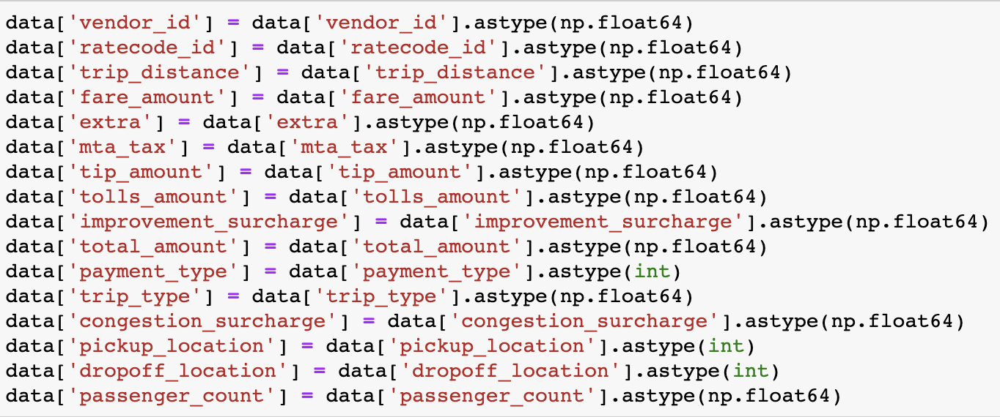 data['vendor_id'] = data['vendor_id'].astype(np.float64)
data['ratecode_id'] = data['ratecode_id'].astype(np.float64)
data['trip_distance'] = data['trip_distance'].astype(np.float64)
data['fare_amount'] = data['fare_amount'].astype(np.float64)
data['extra'] = data['extra'].astype(np.float64)
data['mta_tax'] = data['mta_tax'].astype(np.float64)
data['tip_amount'] = data['tip_amount'].astype(np.float64)
data['tolls_amount'] = data['tolls_amount'].astype(np.float64)
data['improvement_surcharge'] = data['improvement_surcharge'].astype(np.float64)
data['total_amount'] = data['total_amount'].astype(np.float64)
data['payment_type'] = data['payment_type'].astype(int)
data['trip_type'] = data['trip_type'].astype(np.float64)
data['congestion_surcharge'] = data['congestion_surcharge'].astype(np.float64)
data['pickup_location'] = data['pickup_location'].astype(int)
data['dropoff_location'] = data['dropoff_location'].astype(int)
data['passenger_count'] = data['passenger_count'].astype(np.float64)